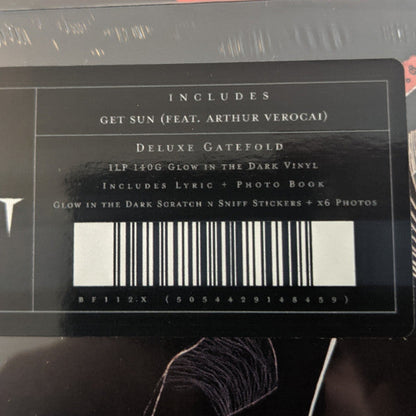 INCLUDES
GET SUN (FEAT. ARTHUR VEROCAI)
DELUXE GATEFOLD
1LP 140G GLOW IN THE DARK VINYL
INCLUDES LYRIC + PHOTO BOOK
GLOW IN THE DARK SCRATCH N SNIFF STICKERS + X6 PHOTOS
BF112X (5054429148459)